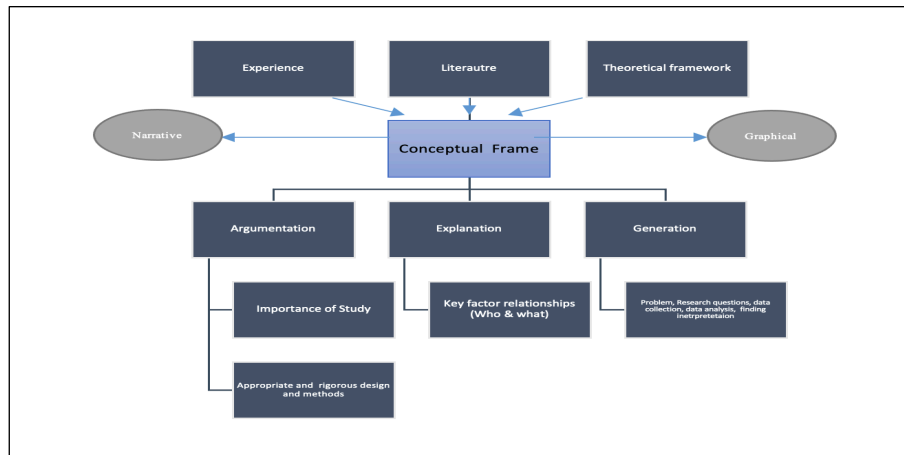 Experience
Literautre
Theoretical framework
Narrative
Graphical
Conceptual Frame
Argumentation
Explanation
Generation
Importance of Study
Key factor relationships
(Who & what)
Problem, Research questions, data
collection, data analysis, finding
inetrpretetaion
Appropriate and rigorous design
and methods